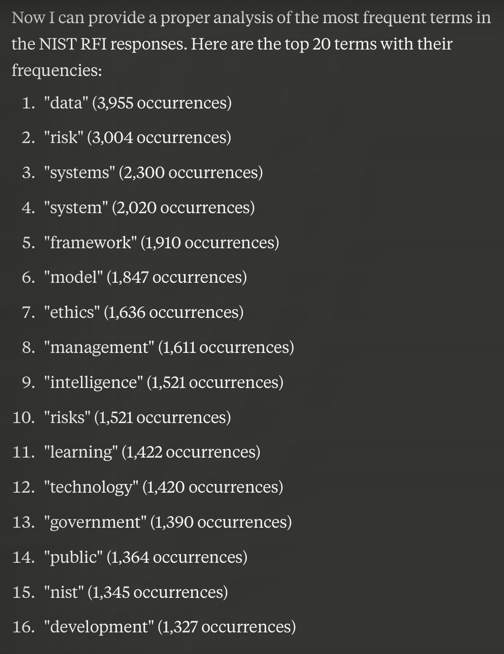 Now I can provide a proper analysis of the most frequent terms in
the NIST RFI responses. Here are the top 20 terms with their
frequencies:
1. "data" (3,955 occurrences)
2. "risk" (3,004 occurrences)
3. "systems" (2,300 occurrences)
4. "system" (2,020 occurrences)
5. "framework" (1,910 occurrences)
6. "model" (1,847 occurrences)
7. "ethics" (1,636 occurrences)
8. "management" (1,611 occurrences)
9. "intelligence" (1,521 occurrences)
10. "risks" (1,521 occurrences)
11. "learning" (1,422 occurrences)
12. "technology" (1,420 occurrences)
13. "government" (1,390 occurrences)
14. "public" (1,364 occurrences)
15. "nist" (1,345 occurrences)
16. "development" (1,327 occurrences)